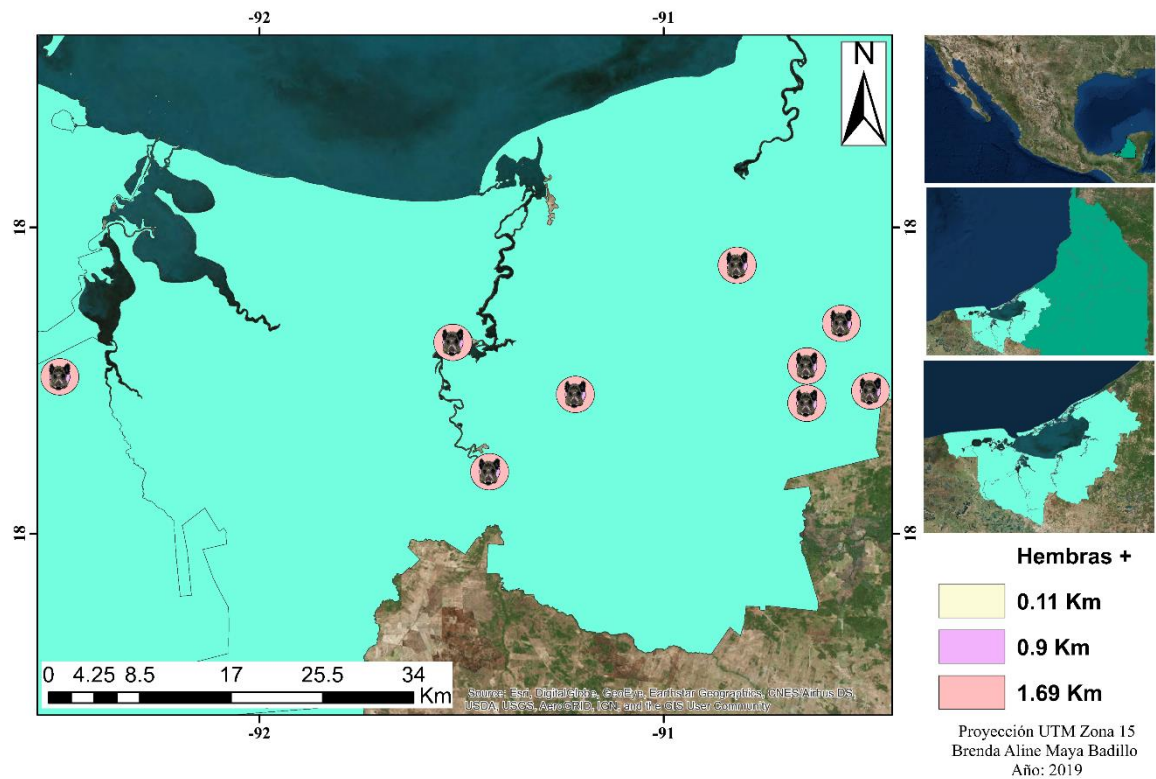 -92
-91
N
18
18
18
18
0 4.25 8.5 17 25.5 34
Km
Source: Esri, DigitalGlobe, GeoEye, Earthstar Geographics, CNES/Airbus DS,
USDA, USGS, AeroGRID, IGN, and the GIS User Community
-92
-91
Hembras +
0.11 Km
0.9 Km
1.69 Km
Proyección UTM Zona 15
Brenda Aline Maya Badillo
Año: 2019